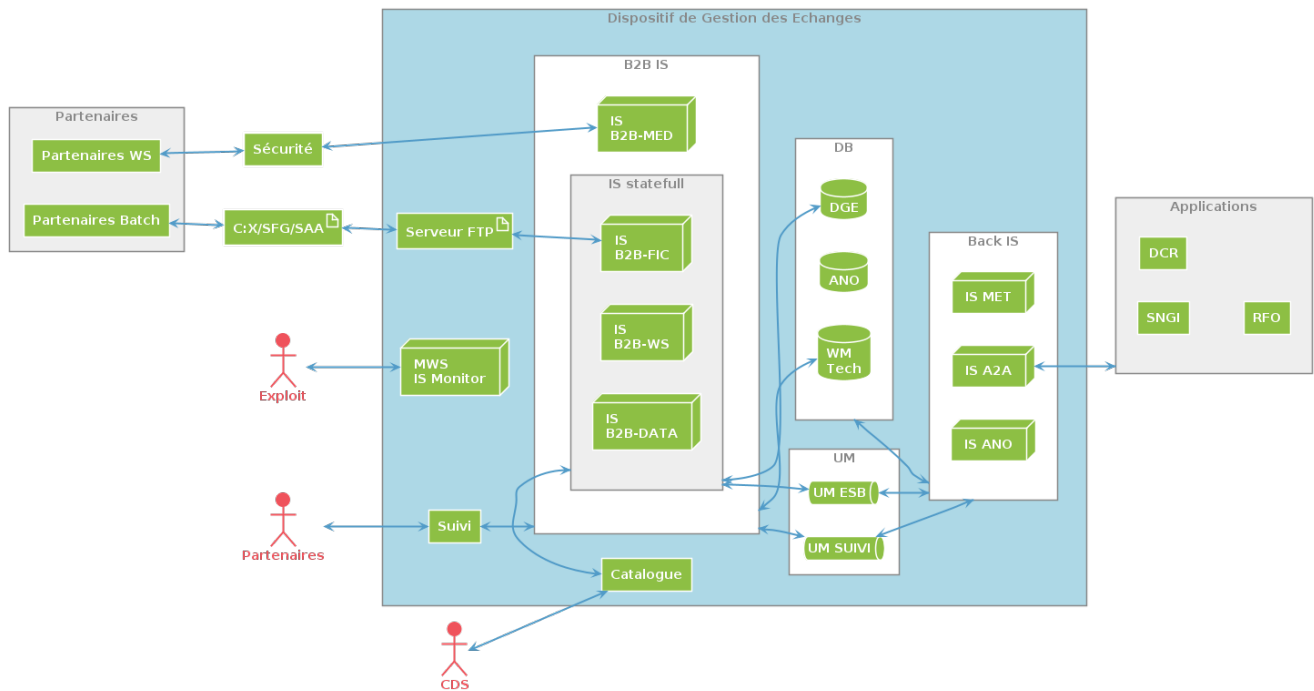 Dispositif de Gestion des Echanges
Partenaires
Partenaires WS
Partenaires Batch
Sécurité
C:X/SFG/SAA
Serveur FTP
B2B IS
IS
B2B-MED
IS statefull
IS
B2B-FIC
IS
B2B-WS
IS
B2B-DATA
DB
DGE
ANO
WM
Tech
Back IS
IS MET
IS A2A
IS ANO
Applications
DCR
SNGI
RFO
Exploit
MWS
IS Monitor
UM
UM ESB
UM SUIVI
Partenaires
Suivi
Catalogue
CDS